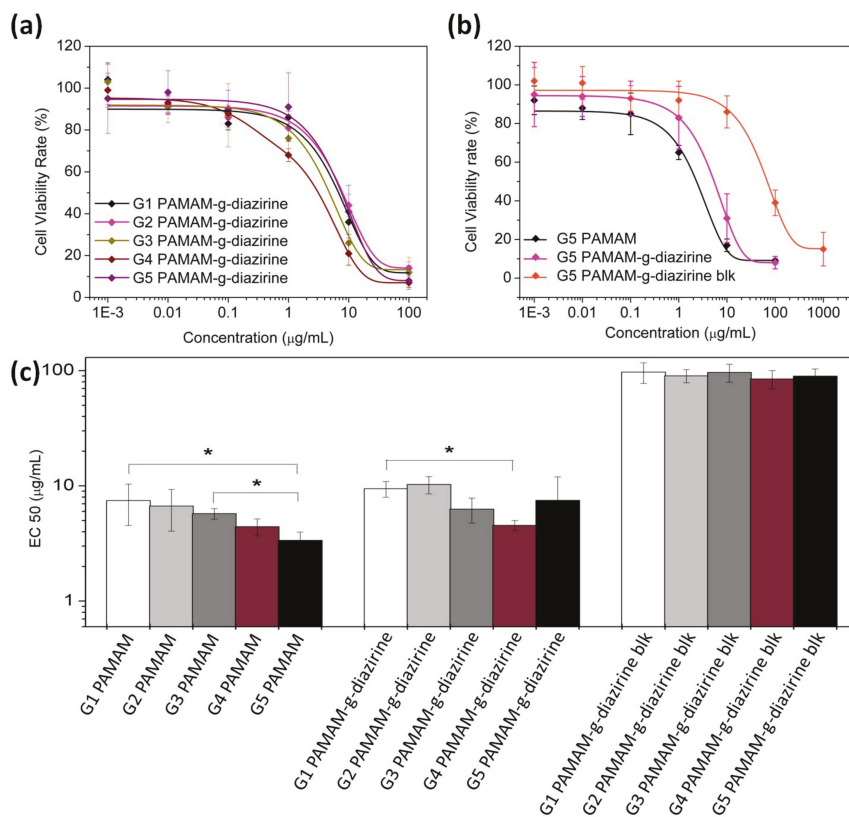 (a)
120
100
80
60
40
20
0
Cell Viability Rate (%)
G1 PAMAM-g-diazirine
G2 PAMAM-g-diazirine
G3 PAMAM-g-diazirine
G4 PAMAM-g-diazirine
G5 PAMAM-g-diazirine
1E-3 0.01 0.1 1 10 100
Concentration (μg/mL)
(b)
120
100
80
60
40
20
0
Cell Viability rate (%)
G5 PAMAM
G5 PAMAM-g-diazirine
G5 PAMAM-g-diazirine blk
1E-3 0.01 0.1 1 10 100 1000
Concentration (μg/mL)
(c)
100
10
1
EC 50 (μg/mL)
*
*
*
G1 PAMAM
G2 PAMAM
G3 PAMAM
G4 PAMAM
G5 PAMAM
G1 PAMAM-g-diazirine
G2 PAMAM-g-diazirine
G3 PAMAM-g-diazirine
G4 PAMAM-g-diazirine
G5 PAMAM-g-diazirine
G1 PAMAM-g-diazirine blk
G2 PAMAM-g-diazirine blk
G3 PAMAM-g-diazirine blk
G4 PAMAM-g-diazirine blk
G5 PAMAM-g-diazirine blk